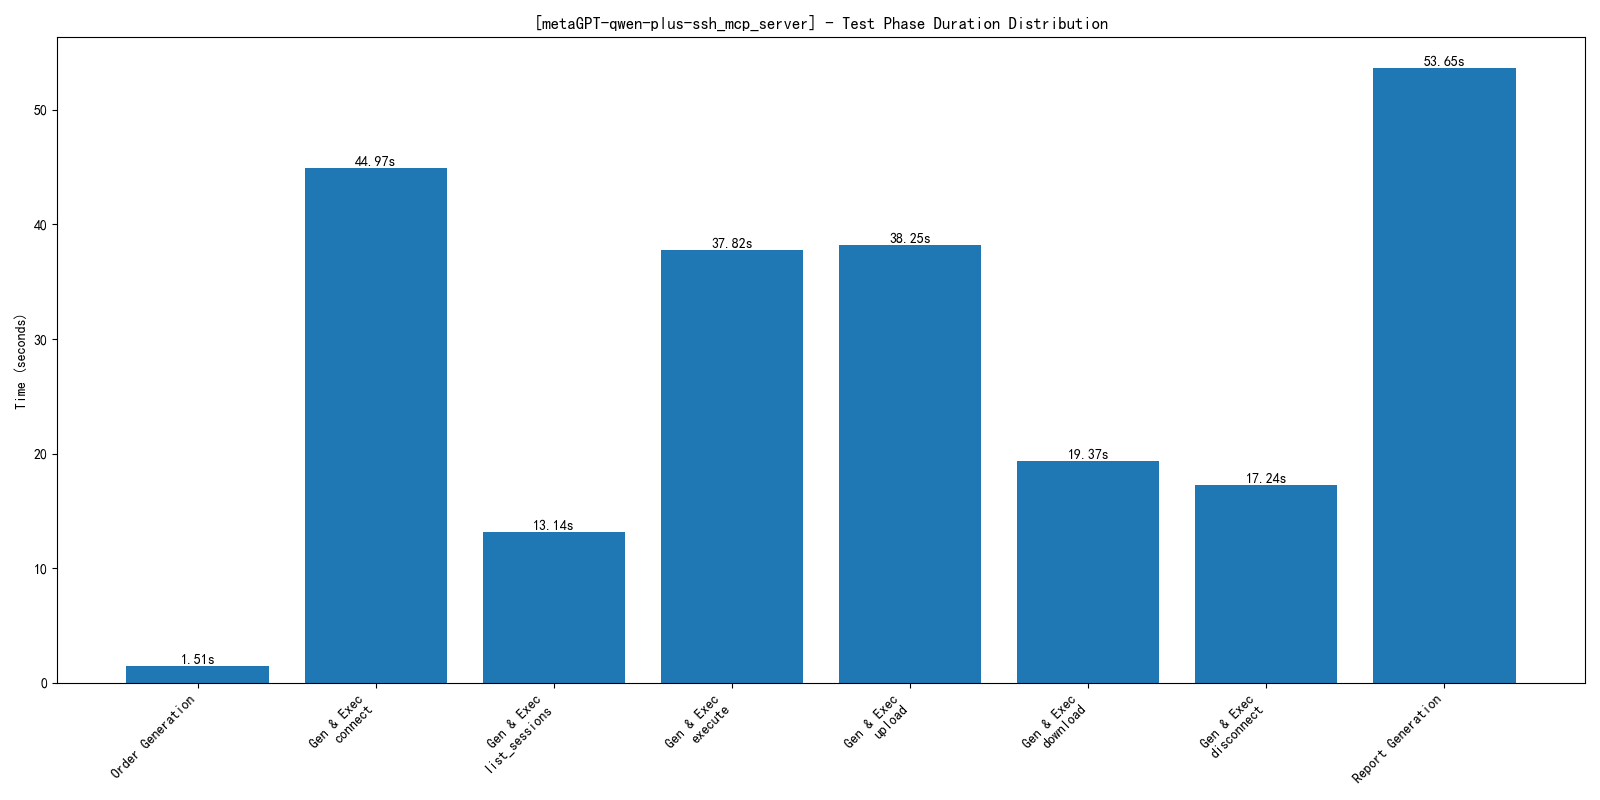 [metaGPT-qwen-plus-ssh_mcp_server] - Test Phase Duration Distribution
Time (seconds)
50
40
30
20
10
0
1.51s
44.97s
13.14s
37.82s
38.25s
19.37s
17.24s
53.65s
Order Generation
Gen & Exec
connect
Gen & Exec
list_sessions
Gen & Exec
execute
Gen & Exec
upload
Gen & Exec
download
Gen & Exec
disconnect
Report Generation